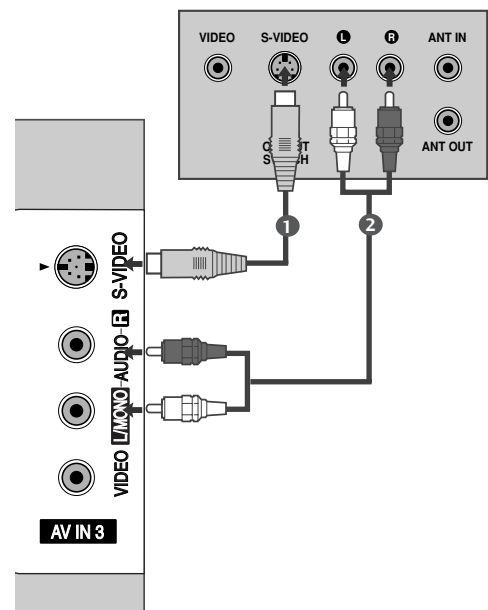 VIDEO S-VIDEO L R ANT IN
ANT OUT
1
2
S-VIDEO
AUDIO R
L/MONO
VIDEO
AV IN 3